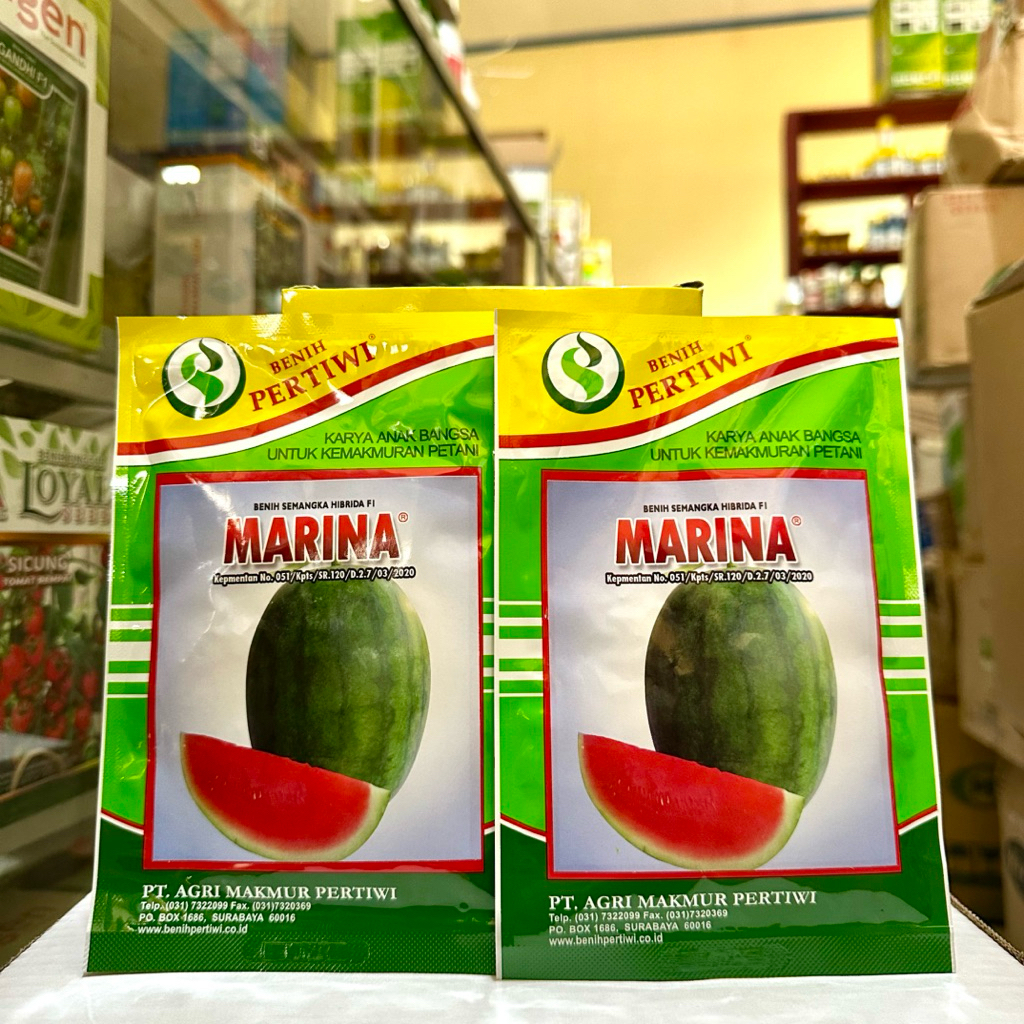 GANDHI F1
LOYAL
SICUNG
BENIH
PERTIWI®
KARYA ANAK BANGSA
UNTUK KEMAKMURAN PETANI
BENIH SEMANGKA HIBRIDA F1
MARINA®
Kepmentan No. 051/Kpts/SR.120/D.2.7/03/2020
PT. AGRI MAKMUR PERTIWI
Telp. (031) 7322099 Fax. (031)7320369
PO. BOX 1686, SURABAYA 60016
www.benihpertiwi.co.id
BENIH
PERTIWI®
KARYA ANAK BANGSA
UNTUK KEMAKMURAN PETANI
BENIH SEMANGKA HIBRIDA F1
MARINA®
Kepmentan No. 051/Kpts/SR.120/D.2.7/03/2020
PT. AGRI MAKMUR PERTIWI
Telp. (031) 7322099 Fax. (031)7320369
PO. BOX 1686, SURABAYA 60016
www.benihpertiwi.co.id